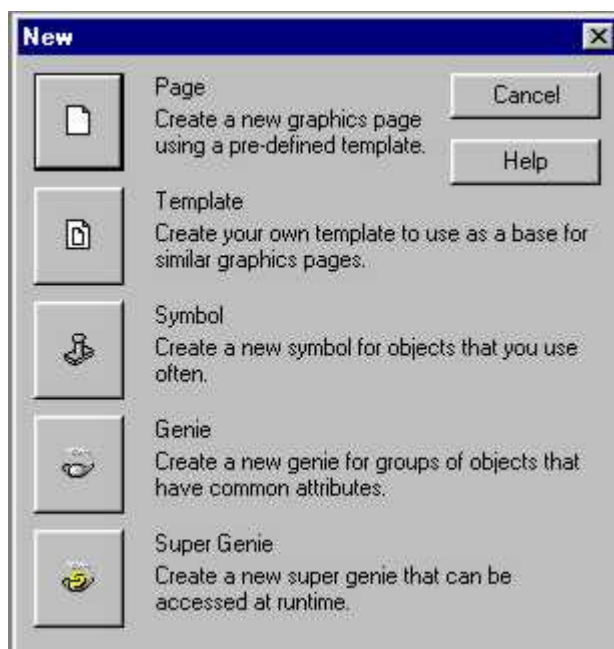 New
Page
Create a new graphics page
using a pre-defined template.
Cancel
Help
Template
Create your own template to use as a base for
similar graphics pages.
Symbol
Create a new symbol for objects that you use
often.
Genie
Create a new genie for groups of objects that
have common attributes.
Super Genie
Create a new super genie that can be
accessed at runtime.